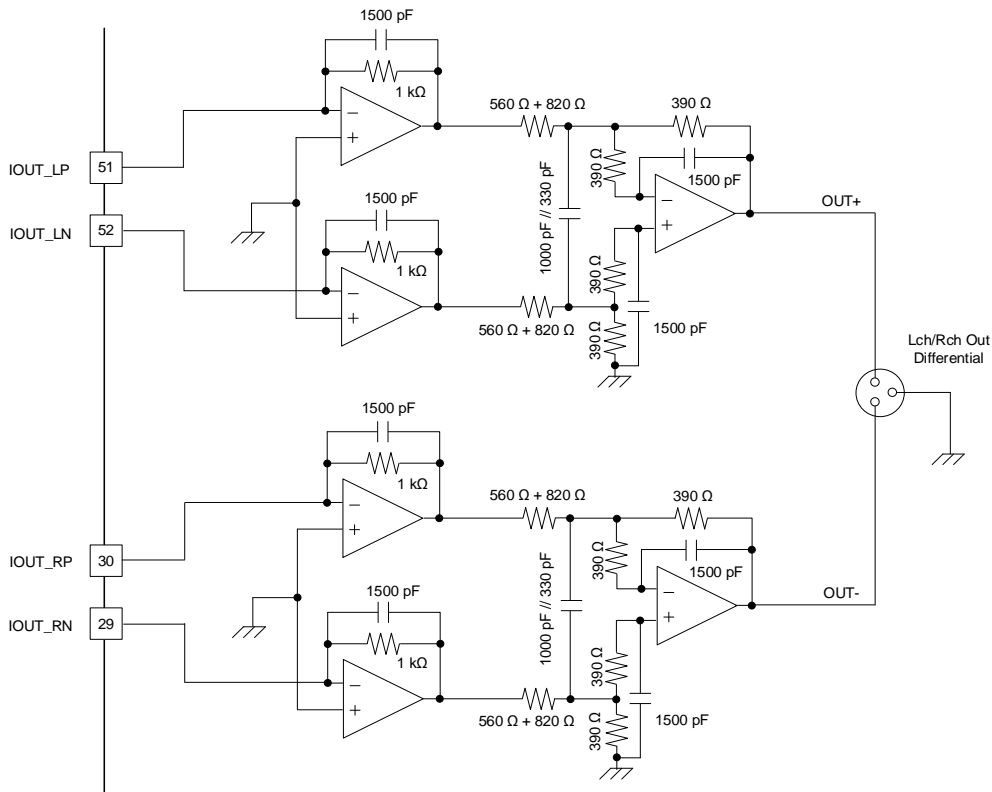 1500 pF
1 kΩ
560 Ω + 820 Ω
390 Ω
IOUT_LP
51
−
+
390 Ω
1500 pF
−
+
OUT+
IOUT_LN
52
1500 pF
1 kΩ
1000 pF // 330 pF
390 Ω
−
+
560 Ω + 820 Ω
390 Ω
1500 pF
Lch/Rch Out
Differential
1500 pF
1 kΩ
560 Ω + 820 Ω
390 Ω
IOUT_RP
30
−
+
390 Ω
1500 pF
−
+
OUT-
IOUT_RN
29
1500 pF
1 kΩ
1000 pF // 330 pF
390 Ω
−
+
560 Ω + 820 Ω
390 Ω
1500 pF